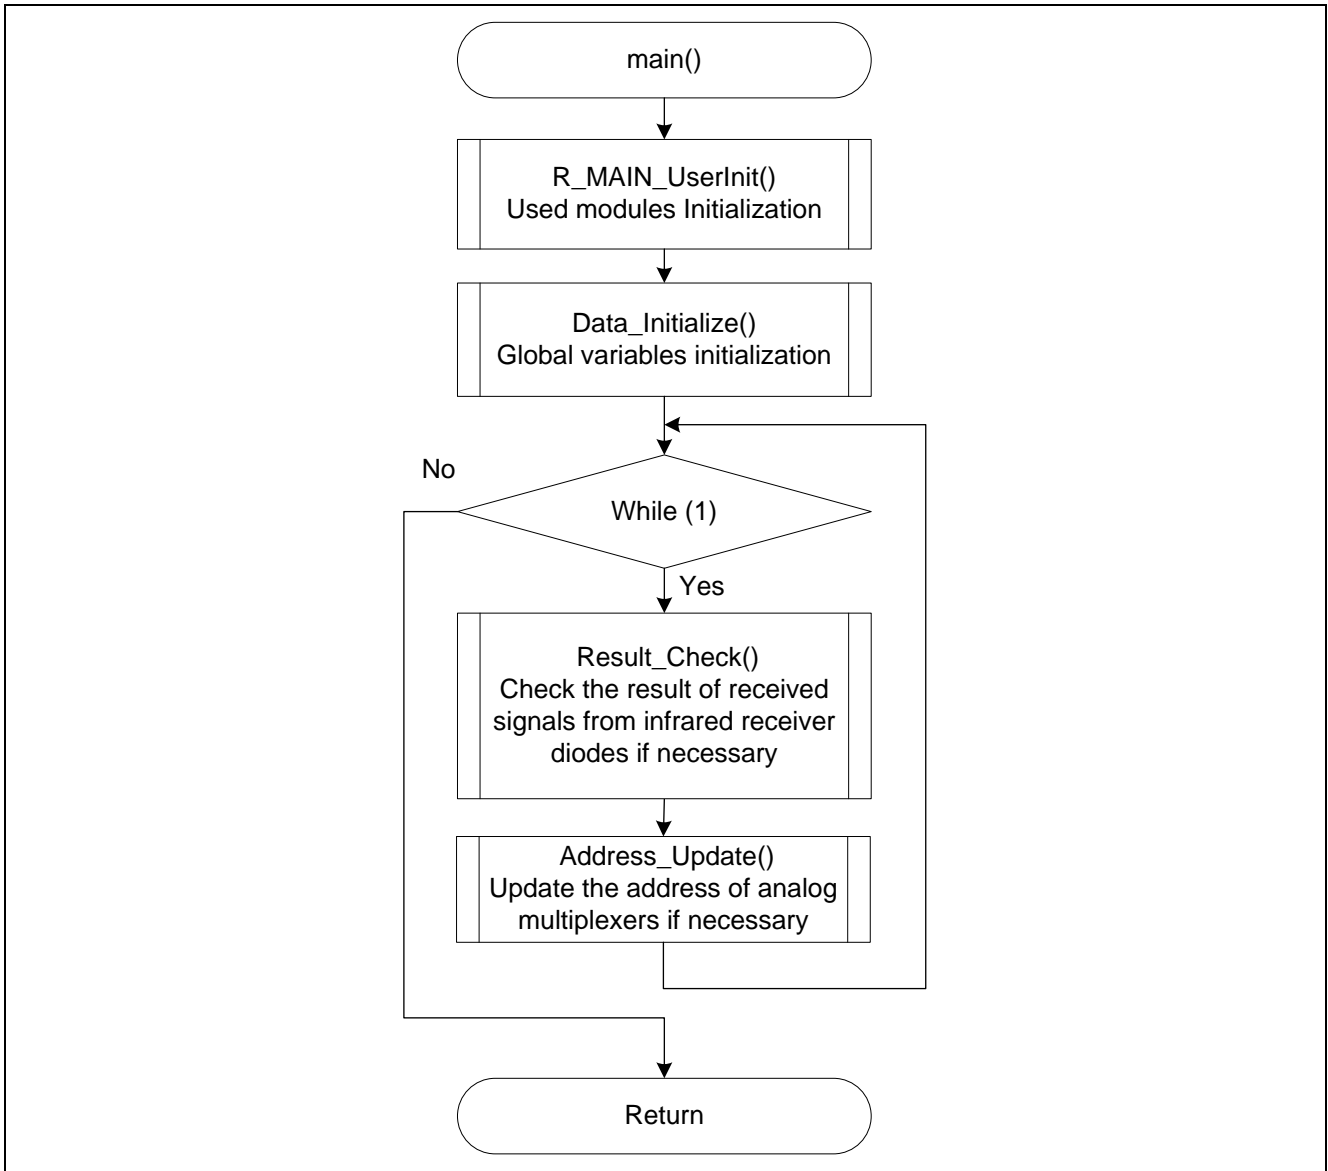 main()
R_MAIN_UserInit()
Used modules Initialization
Data_Initialize()
Global variables initialization
No
While (1)
Yes
Result_Check()
Check the result of received
signals from infrared receiver
diodes if necessary
Address_Update()
Update the address of analog
multiplexers if necessary
Return